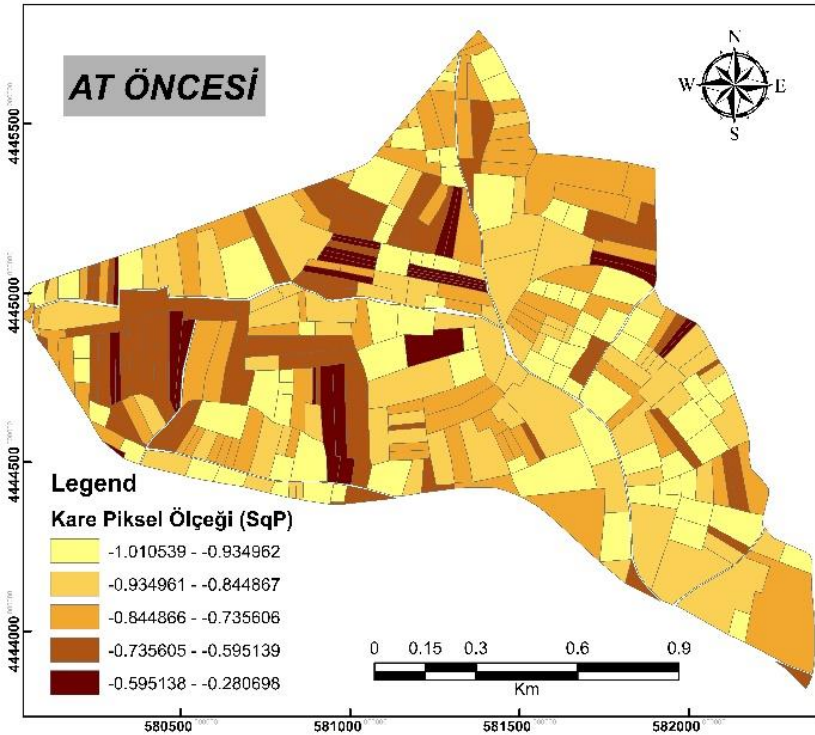 AT ÖNCESİ
N
W E
S
4445500
4445000
4444500
4444000
Legend
Kare Piksel Ölçeği (SqP)
-1.010539 - -0.934962
-0.934961 - -0.844867
-0.844866 - -0.735606
-0.735605 - -0.595139
-0.595138 - -0.280698
0 0.15 0.3 0.6 0.9
Km
580500 581000 581500 582000